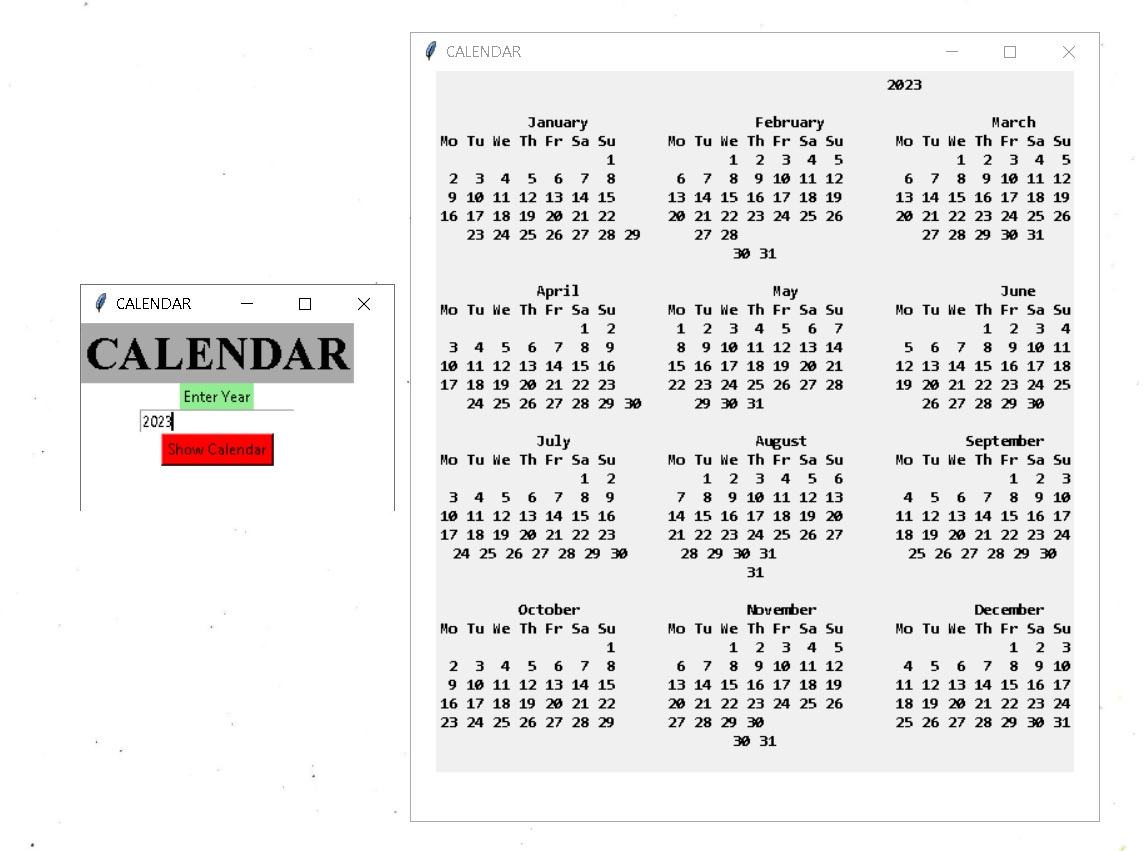 CALENDAR
CALENDAR
Enter Year
2023
Show Calendar
CALENDAR
2023
January February March
Mo Tu We Th Fr Sa Su Mo Tu We Th Fr Sa Su Mo Tu We Th Fr Sa Su
1 1 2 3 4 5 1 2 3 4 5
2 3 4 5 6 7 8 6 7 8 9 10 11 12 6 7 8 9 10 11 12
9 10 11 12 13 14 15 13 14 15 16 17 18 19 13 14 15 16 17 18 19
16 17 18 19 20 21 22 20 21 22 23 24 25 26 20 21 22 23 24 25 26
23 24 25 26 27 28 29 27 28 27 28 29 30 31
30 31
April May June
Mo Tu We Th Fr Sa Su Mo Tu We Th Fr Sa Su Mo Tu We Th Fr Sa Su
1 2 1 2 3 4 5 6 7 1 2 3 4
3 4 5 6 7 8 9 8 9 10 11 12 13 14 5 6 7 8 9 10 11
10 11 12 13 14 15 16 15 16 17 18 19 20 21 12 13 14 15 16 17 18
17 18 19 20 21 22 23 22 23 24 25 26 27 28 19 20 21 22 23 24 25
24 25 26 27 28 29 30 29 30 31 26 27 28 29 30
July August September
Mo Tu We Th Fr Sa Su Mo Tu We Th Fr Sa Su Mo Tu We Th Fr Sa Su
1 2 1 2 3 4 5 6 1 2 3
3 4 5 6 7 8 9 7 8 9 10 11 12 13 4 5 6 7 8 9 10
10 11 12 13 14 15 16 14 15 16 17 18 19 20 11 12 13 14 15 16 17
17 18 19 20 21 22 23 21 22 23 24 25 26 27 18 19 20 21 22 23 24
24 25 26 27 28 29 30 28 29 30 31 25 26 27 28 29 30
31
October November December
Mo Tu We Th Fr Sa Su Mo Tu We Th Fr Sa Su Mo Tu We Th Fr Sa Su
1 1 2 3 4 5 1 2 3
2 3 4 5 6 7 8 6 7 8 9 10 11 12 4 5 6 7 8 9 10
9 10 11 12 13 14 15 13 14 15 16 17 18 19 11 12 13 14 15 16 17
16 17 18 19 20 21 22 20 21 22 23 24 25 26 18 19 20 21 22 23 24
23 24 25 26 27 28 29 27 28 29 30 25 26 27 28 29 30 31
30 31